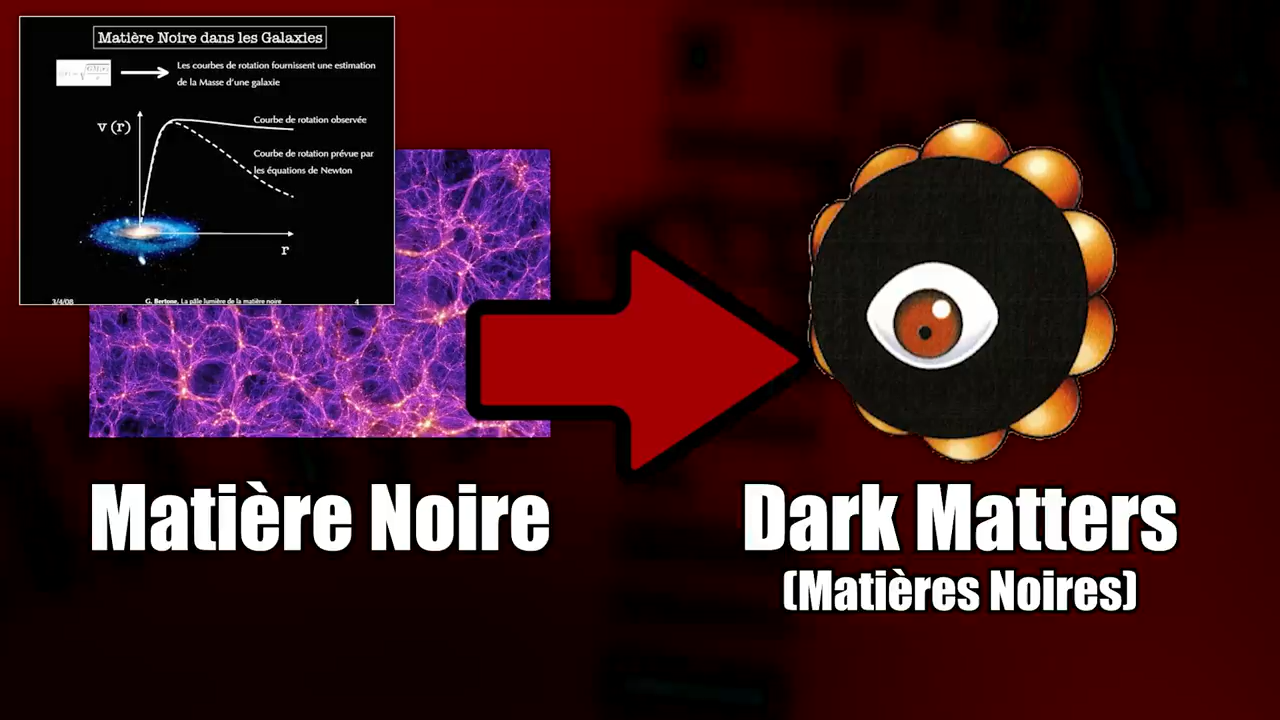 Matière Noire dans les Galaxies
Les courbes de rotation fournissent une estimation
de la Masse d'une galaxie
v (r)
Courbe de rotation observée
Courbe de rotation prévue par
les équations de Newton
r
3/4/08
G. Bertone, La pâle lumière de la matière noire
4
Matière Noire
Dark Matters
(Matières Noires)